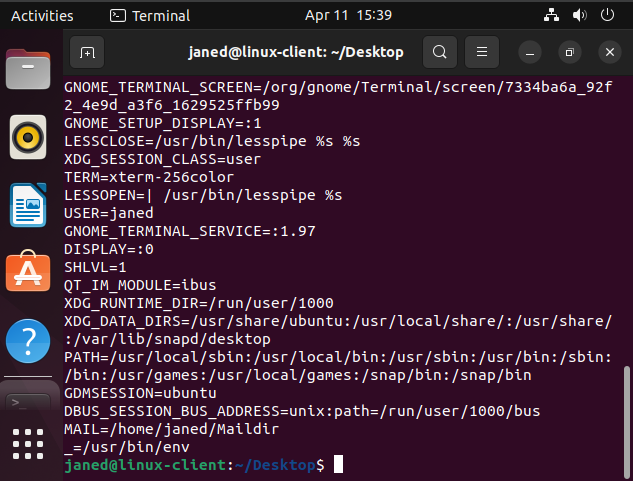 Activities
Terminal
Apr 11 15:39
janed@linux-client: ~/Desktop
GNOME_TERMINAL_SCREEN=/org/gnome/Terminal/screen/7334ba6a_92f
2_4e9d_a3f6_1629525ffb99
GNOME_SETUP_DISPLAY=:1
LESSCLOSE=/usr/bin/lesspipe %s %s
XDG_SESSION_CLASS=user
TERM=xterm-256color
LESSOPEN=| /usr/bin/lesspipe %s
USER=janed
GNOME_TERMINAL_SERVICE=:1.97
DISPLAY=:0
SHLVL=1
QT_IM_MODULE=ibus
XDG_RUNTIME_DIR=/run/user/1000
XDG_DATA_DIRS=/usr/share/ubuntu:/usr/local/share/:/usr/share/
:/var/lib/snapd/desktop
PATH=/usr/local/sbin:/usr/local/bin:/usr/sbin:/usr/bin:/sbin:
/bin:/usr/games:/usr/local/games:/snap/bin:/snap/bin
GDMSESSION=ubuntu
DBUS_SESSION_BUS_ADDRESS=unix:path=/run/user/1000/bus
MAIL=/home/janed/Maildir
_=/usr/bin/env
janed@linux-client:~/Desktop$